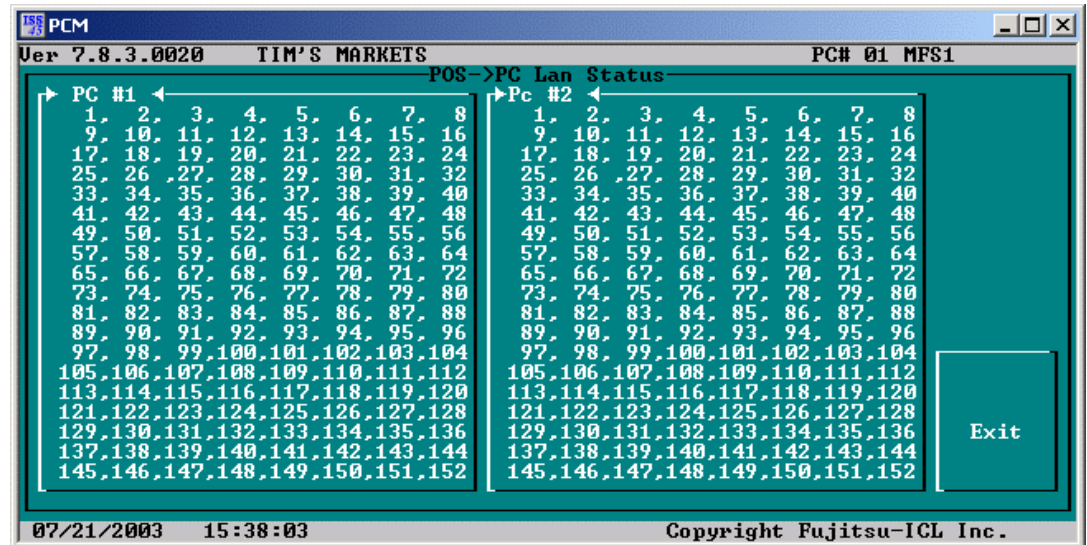 ISS 45 PCM
Ver 7.8.3.0020 TIM'S MARKETS PC# 01 MFS1
POS->PC Lan Status
PC #1
1, 2, 3, 4, 5, 6, 7, 8
9, 10, 11, 12, 13, 14, 15, 16
17, 18, 19, 20, 21, 22, 23, 24
25, 26 ,27, 28, 29, 30, 31, 32
33, 34, 35, 36, 37, 38, 39, 40
41, 42, 43, 44, 45, 46, 47, 48
49, 50, 51, 52, 53, 54, 55, 56
57, 58, 59, 60, 61, 62, 63, 64
65, 66, 67, 68, 69, 70, 71, 72
73, 74, 75, 76, 77, 78, 79, 80
81, 82, 83, 84, 85, 86, 87, 88
89, 90, 91, 92, 93, 94, 95, 96
97, 98, 99,100,101,102,103,104
105,106,107,108,109,110,111,112
113,114,115,116,117,118,119,120
121,122,123,124,125,126,127,128
129,130,131,132,133,134,135,136
137,138,139,140,141,142,143,144
145,146,147,148,149,150,151,152
Pc #2
1, 2, 3, 4, 5, 6, 7, 8
9, 10, 11, 12, 13, 14, 15, 16
17, 18, 19, 20, 21, 22, 23, 24
25, 26 ,27, 28, 29, 30, 31, 32
33, 34, 35, 36, 37, 38, 39, 40
41, 42, 43, 44, 45, 46, 47, 48
49, 50, 51, 52, 53, 54, 55, 56
57, 58, 59, 60, 61, 62, 63, 64
65, 66, 67, 68, 69, 70, 71, 72
73, 74, 75, 76, 77, 78, 79, 80
81, 82, 83, 84, 85, 86, 87, 88
89, 90, 91, 92, 93, 94, 95, 96
97, 98, 99,100,101,102,103,104
105,106,107,108,109,110,111,112
113,114,115,116,117,118,119,120
121,122,123,124,125,126,127,128
129,130,131,132,133,134,135,136
137,138,139,140,141,142,143,144
145,146,147,148,149,150,151,152
Exit
07/21/2003 15:38:03 Copyright Fujitsu-ICL Inc.